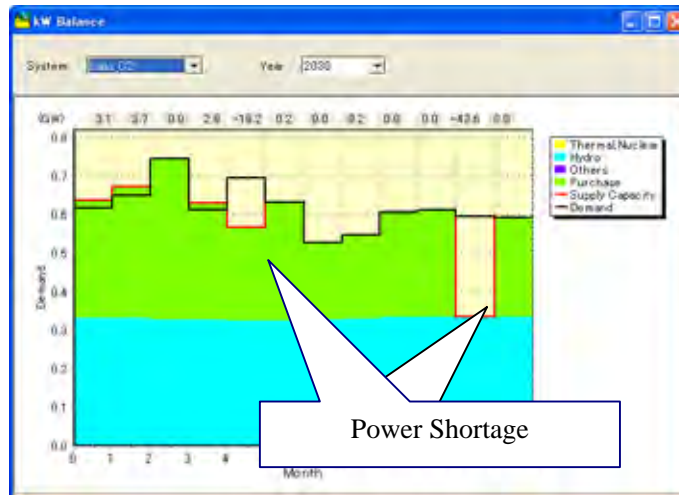 kW Balance
System
Year 2030
(GW) 3.1 3.7 0.0 2.8 -18.2 0.2 0.0 0.2 0.0 0.0 -43.6 0.0
Thermal,Nuclear
Hydro
Others
Purchase
Supply Capacity
Demand
0.8
0.7
0.6
0.5
0.4
0.3
0.2
0.1
0.0
Demand
0 1 2 3 4
Month
Power Shortage